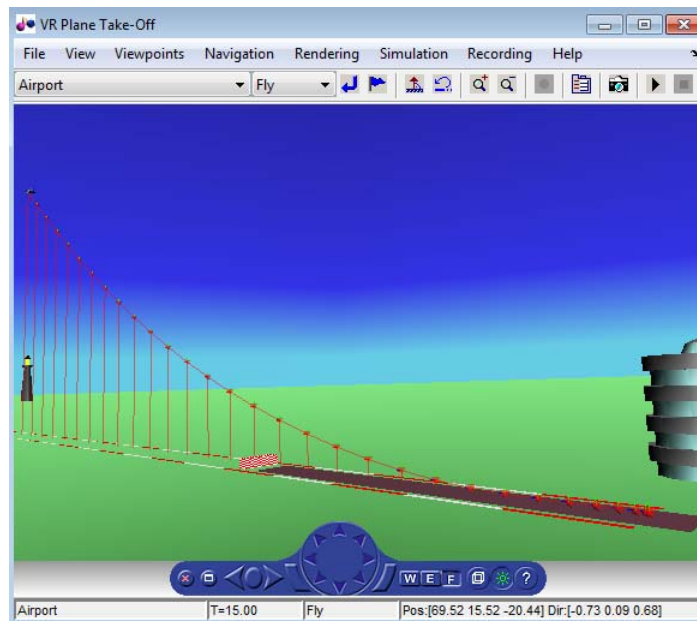 VR Plane Take-Off
File View Viewpoints Navigation Rendering Simulation Recording Help
Airport Fly
W E F ?
Airport T=15.00 Fly Pos:[69.52 15.52 -20.44] Dir:[-0.73 0.09 0.68]